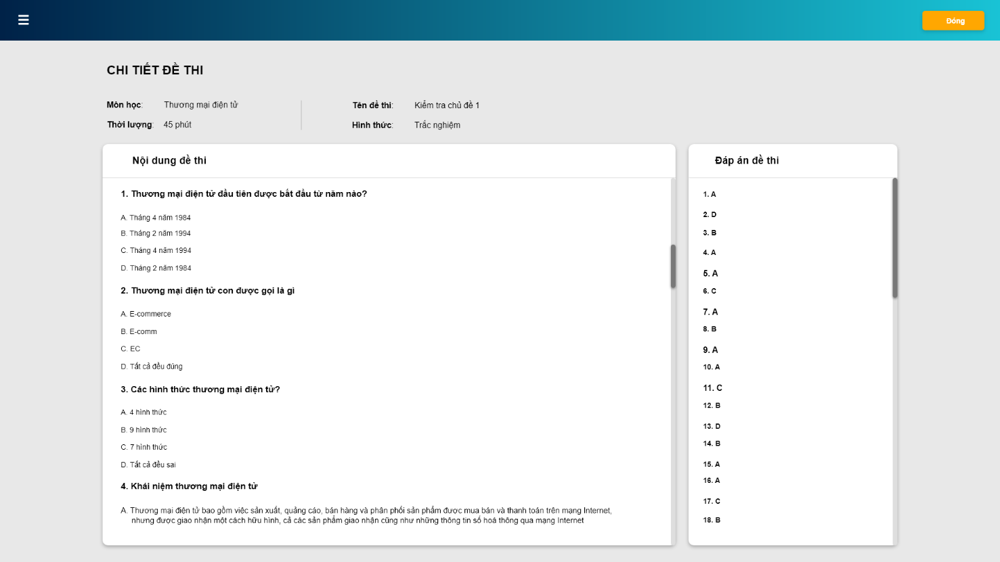 Đóng
CHI TIẾT ĐỀ THI
Môn học: Thương mại điện tử
Tên đề thi: Kiểm tra chủ đề 1
Thời lượng: 45 phút
Hình thức: Trắc nghiệm
Nội dung đề thi
1. Thương mại điện tử đầu tiên được bắt đầu từ năm nào?
A. Tháng 4 năm 1984
B. Tháng 2 năm 1994
C. Tháng 4 năm 1994
D. Tháng 2 năm 1984
2. Thương mại điện tử con được gọi là gì
A. E-commerce
B. E-comm
C. EC
D. Tất cả đều đúng
3. Các hình thức thương mại điện tử?
A. 4 hình thức
B. 9 hình thức
C. 7 hình thức
D. Tất cả đều sai
4. Khái niệm thương mại điện tử
A. Thương mại điện tử bao gồm việc sản xuất, quảng cáo, bán hàng và phân phối sản phẩm được mua bán và thanh toán trên mạng Internet,
nhưng được giao nhận một cách hữu hình, cả các sản phẩm giao nhận cũng như những thông tin số hoá thông qua mạng Internet
Đáp án đề thi
1. A
2. D
3. B
4. A
5. A
6. C
7. A
8. B
9. A
10. A
11. C
12. B
13. D
14. B
15. A
16. A
17. C
18. B